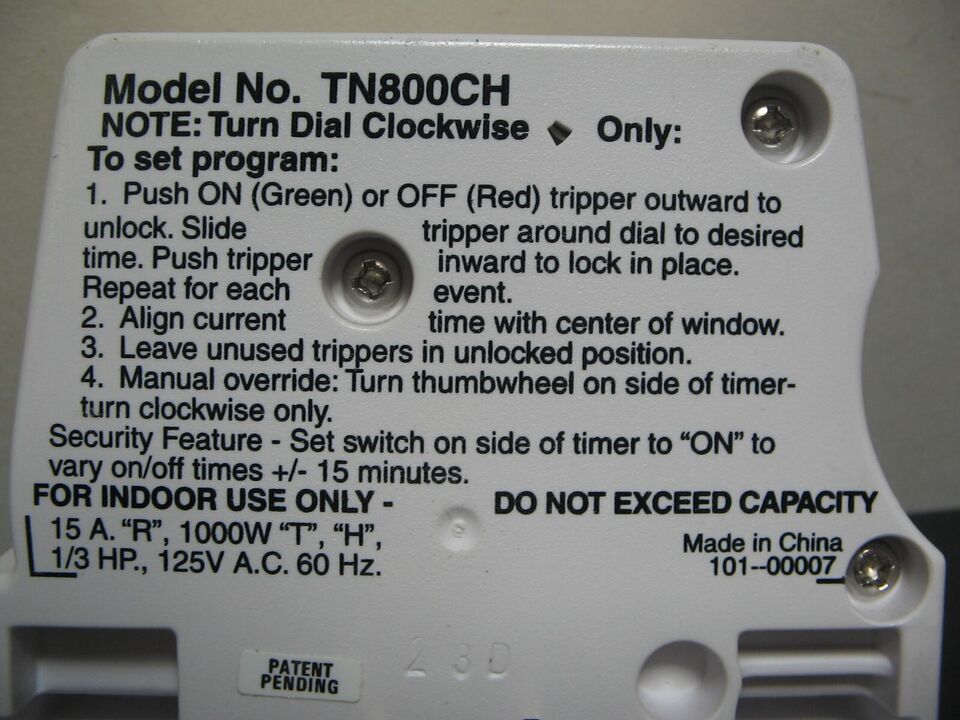 Model No. TN800CH
NOTE: Turn Dial Clockwise Only:
To set program:
1. Push ON (Green) or OFF (Red) tripper outward to
unlock. Slide tripper around dial to desired
time. Push tripper inward to lock in place.
Repeat for each event.
2. Align current time with center of window.
3. Leave unused trippers in unlocked position.
4. Manual override: Turn thumbwheel on side of timer-
turn clockwise only.
Security Feature - Set switch on side of timer to “ON” to
vary on/off times +/- 15 minutes.
FOR INDOOR USE ONLY - DO NOT EXCEED CAPACITY
15 A. “R”, 1000W “T”, “H”,
1/3 HP., 125V A.C. 60 Hz.
Made in China
101--00007
23D
PATENT
PENDING